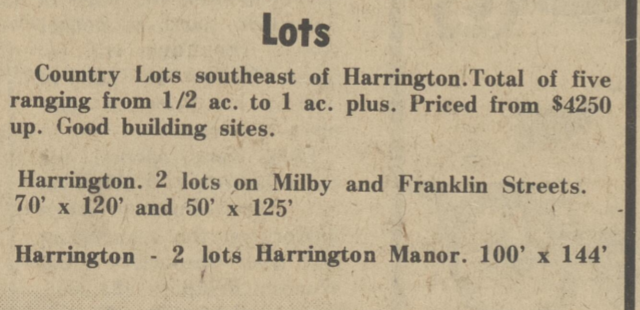 Lots
Country Lots southeast of Harrington.Total of five
ranging from 1/2 ac. to 1 ac. plus. Priced from $4250
up. Good building sites.
Harrington. 2 lots on Milby and Franklin Streets.
70' x 120' and 50' x 125'
Harrington - 2 lots Harrington Manor. 100' x 144'